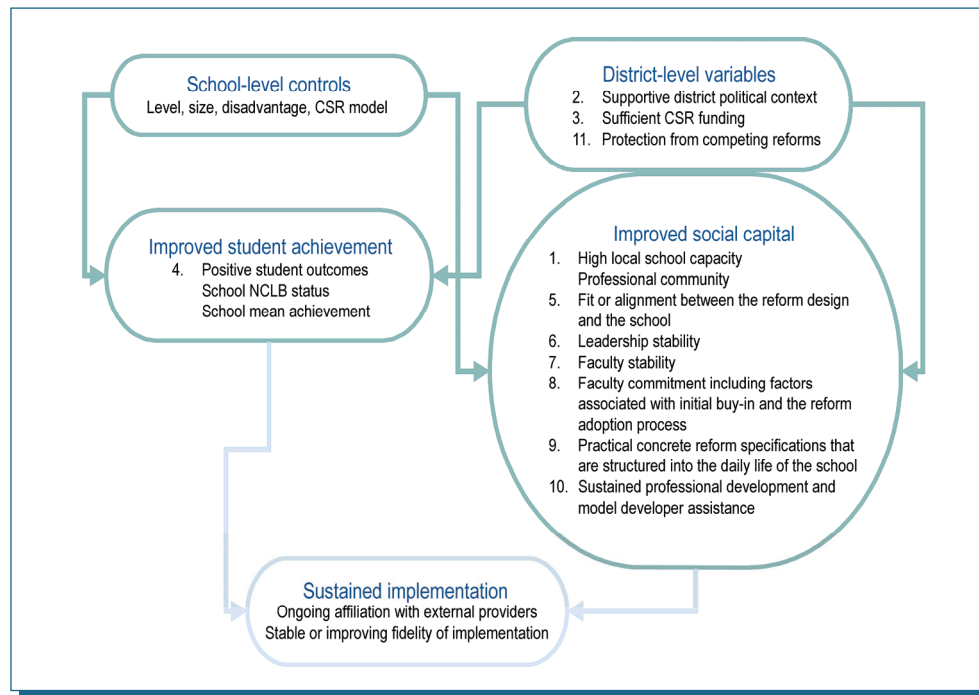 School-level controls
Level, size, disadvantage, CSR model
District-level variables
2. Supportive district political context
3. Sufficient CSR funding
11. Protection from competing reforms
Improved student achievement
4. Positive student outcomes
School NCLB status
School mean achievement
Improved social capital
1. High local school capacity
Professional community
5. Fit or alignment between the reform design
and the school
6. Leadership stability
7. Faculty stability
8. Faculty commitment including factors
associated with initial buy-in and the reform
adoption process
9. Practical concrete reform specifications that
are structured into the daily life of the school
10. Sustained professional development and
model developer assistance
Sustained implementation
Ongoing affiliation with external providers
Stable or improving fidelity of implementation